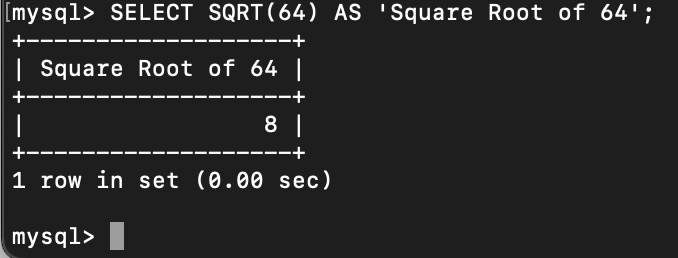 [mysql> SELECT SQRT(64) AS 'Square Root of 64';
+-------------------+
| Square Root of 64 |
+-------------------+
|                 8 |
+-------------------+
1 row in set (0.00 sec)
mysql>